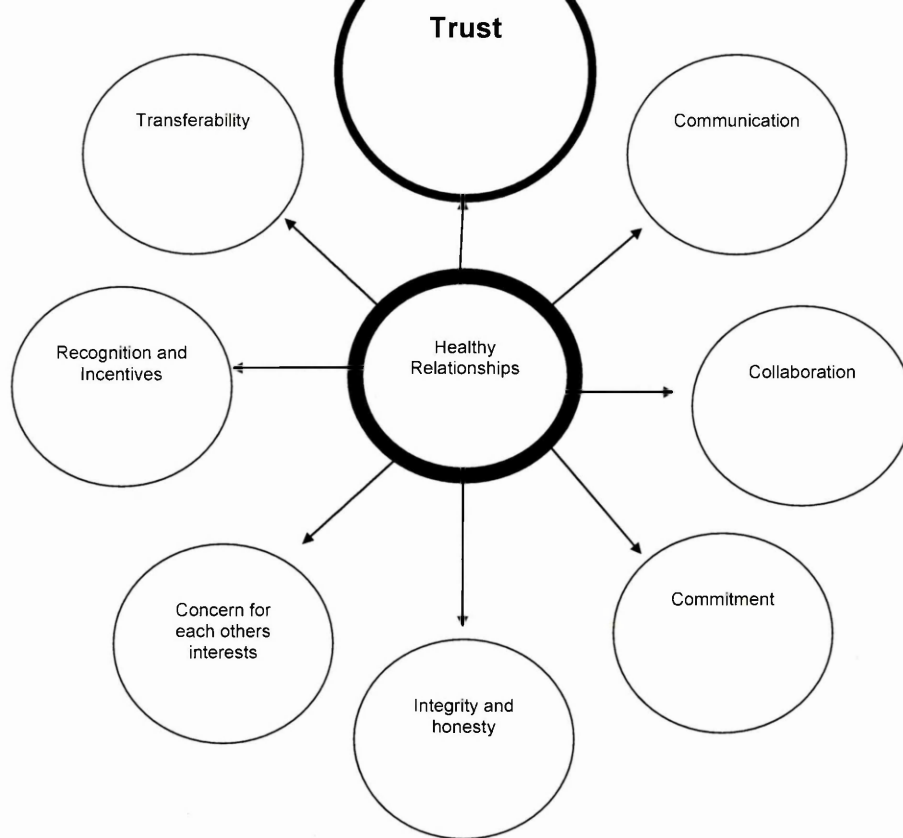 Trust
Transferability
Communication
Healthy
Relationships
Recognition and
Incentives
Collaboration
Concern for
each others
interests
Commitment
Integrity and
honesty